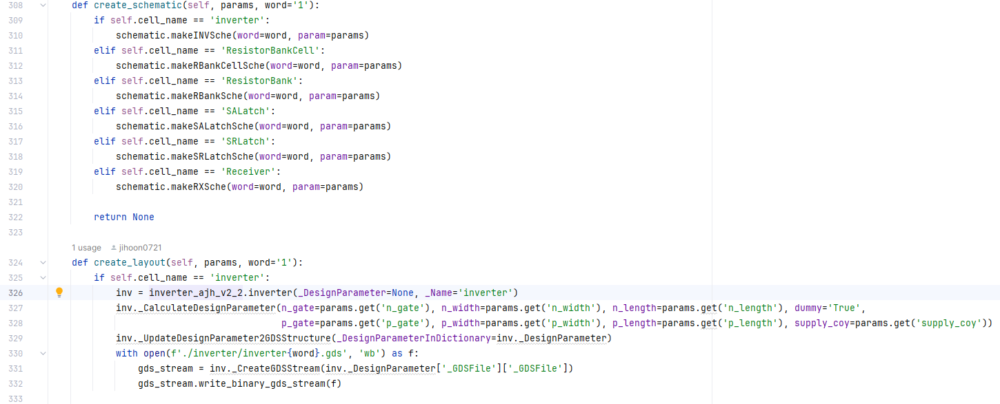 308 def create_schematic(self, params, word='1'):
309 if self.cell_name == 'inverter':
310 schematic.makeINVSche(word=word, param=params)
311 elif self.cell_name == 'ResistorBankCell':
312 schematic.makeRBankCellSche(word=word, param=params)
313 elif self.cell_name == 'ResistorBank':
314 schematic.makeRBankSche(word=word, param=params)
315 elif self.cell_name == 'SALatch':
316 schematic.makeSALatchSche(word=word, param=params)
317 elif self.cell_name == 'SRLatch':
318 schematic.makeSRLatchSche(word=word, param=params)
319 elif self.cell_name == 'Receiver':
320 schematic.makeRXSche(word=word, param=params)
321
322 return None
323
1 usage jihoon0721
324 def create_layout(self, params, word='1'):
325 if self.cell_name == 'inverter':
326 inv = inverter_ajh_v2_2.inverter(_DesignParameter=None, _Name='inverter')
327 inv._CalculateDesignParameter(n_gate=params.get('n_gate'), n_width=params.get('n_width'), n_length=params.get('n_length'), dummy='True',
328 p_gate=params.get('p_gate'), p_width=params.get('p_width'), p_length=params.get('p_length'), supply_coy=params.get('supply_coy'))
329 inv._UpdateDesignParameter2GDSStructure(_DesignParameterInDictionary=inv._DesignParameter)
330 with open(f'./inverter/inverter{word}.gds', 'wb') as f:
331 gds_stream = inv._CreateGDSStream(inv._DesignParameter['_GDSFile']['_GDSFile'])
332 gds_stream.write_binary_gds_stream(f)
333